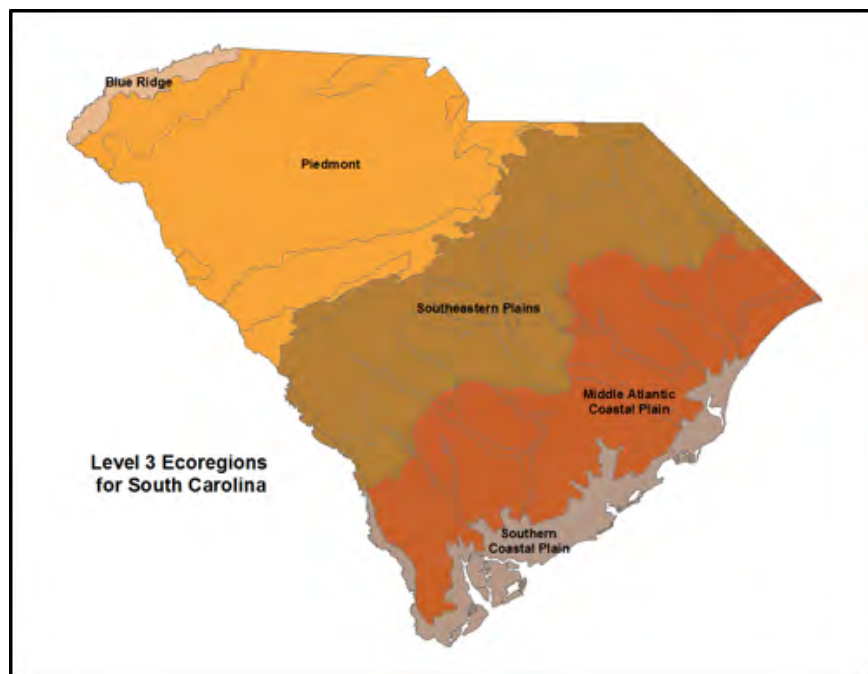 Blue Ridge
Piedmont
Southeastern Plains
Middle Atlantic
Coastal Plain
Level 3 Ecoregions
for South Carolina
Southern
Coastal Plain